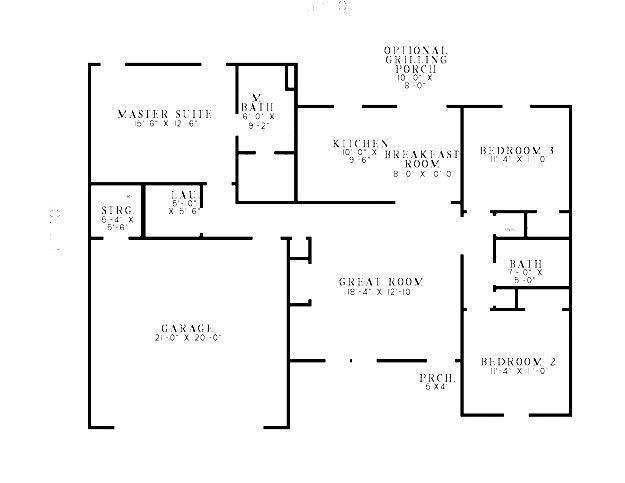 OPTIONAL
GRILLING
PORCH
10'-0" X
8'-0"
MASTER SUITE
15'-6" X 12'-6"
M.
BATH
6'-0" X
9'-2"
KITCHEN
10'-0" X
9'-6"
BREAKFAST
ROOM
8'-0" X 10'-0"
BEDROOM 3
11'-4" X 11'-0"
STRG.
5'-4" X
5'-6"
LAU.
5'-0"
X 5'-6"
GREAT ROOM
18'-4" X 12'-10"
BATH
7'-0" X
5'-0"
GARAGE
21'-0" X 20'-0"
PRCH.
5'X4'
BEDROOM 2
11'-4" X 11'-0"